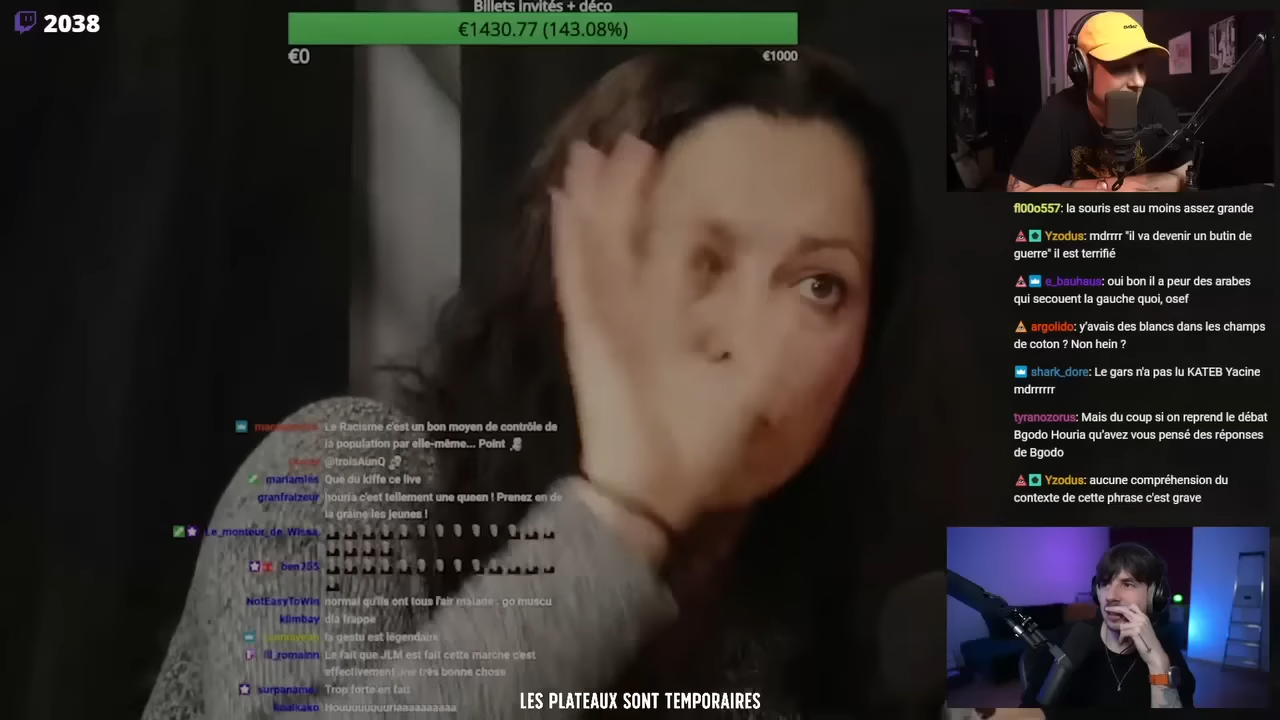 2038
Billets Invités + déco
€1430.77 (143.08%)
€0
€1000
fl00o557: la souris est au moins assez grande
Yzodus: mdrrrr "il va devenir un butin de
guerre" il est terrifié
e_bauhaus: oui bon il a peur des arabes
qui secouent la gauche quoi, osef
argolido: y'avais des blancs dans les champs
de coton ? Non hein ?
shark_dore: Le gars n'a pas lu KATEB Yacine
mdrrrrrr
tyranozorus: Mais du coup si on reprend le débat
Bgodo Houria qu'avez vous pensé des réponses
de Bgodo
Yzodus: aucune compréhension du
contexte de cette phrase c'est grave
Le Racisme c'est un bon moyen de contrôle de
la population par elle-même... Point
@troisAunQ
Que du kiffe ce live
granfraizeur houria c'est tellement une queen ! Prenez en de
la graine les jeunes !
Le_monteur_de_Wissa
NotEasyToWin normal qu'ils ont tous l'air malade : go muscu
klimbay dla frappe
la gestu est légendaire
Le fait que JLM est fait cette marche c'est
effectivement une très bonne chose
surpaname_ Trop forte en fait
LES PLATEAUX SONT TEMPORAIRES